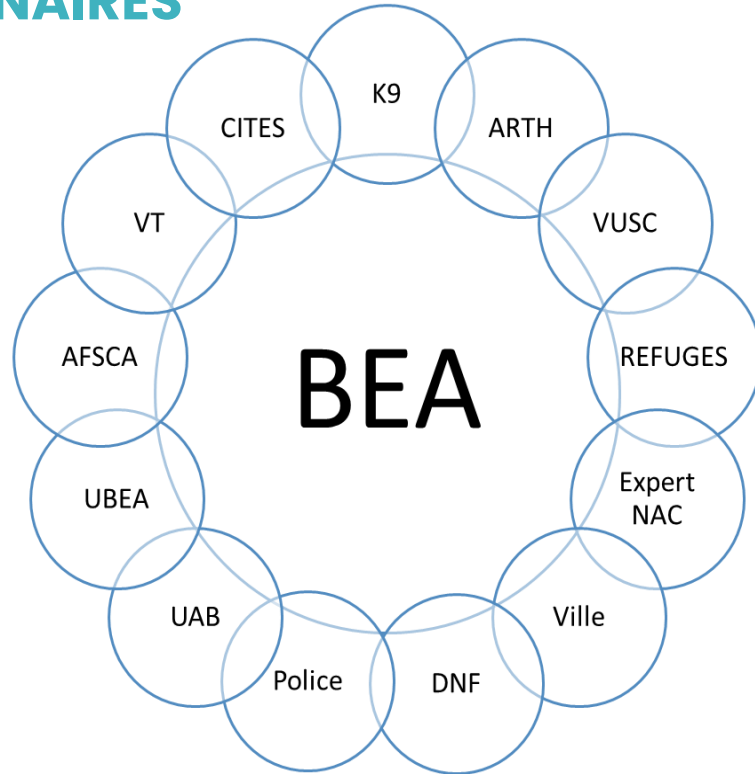 NAIRES
K9
CITES
ARTH
VT
VUSC
AFSCA
BEA
REFUGES
UBEA
Expert
NAC
UAB
Ville
Police
DNF